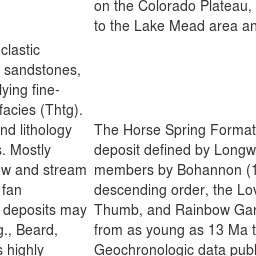 on the Colorado Plateau,
to the Lake Mead area an
clastic
sandstones,
lying fine-
facies (Thtg).
nd lithology
s. Mostly
ow and stream
fan
deposits may
g., Beard,
s highly
The Horse Spring Format
deposit defined by Longw
members by Bohannon (1
descending order, the Lov
Thumb, and Rainbow Gar
from as young as 13 Ma t
Geochronologic data publ